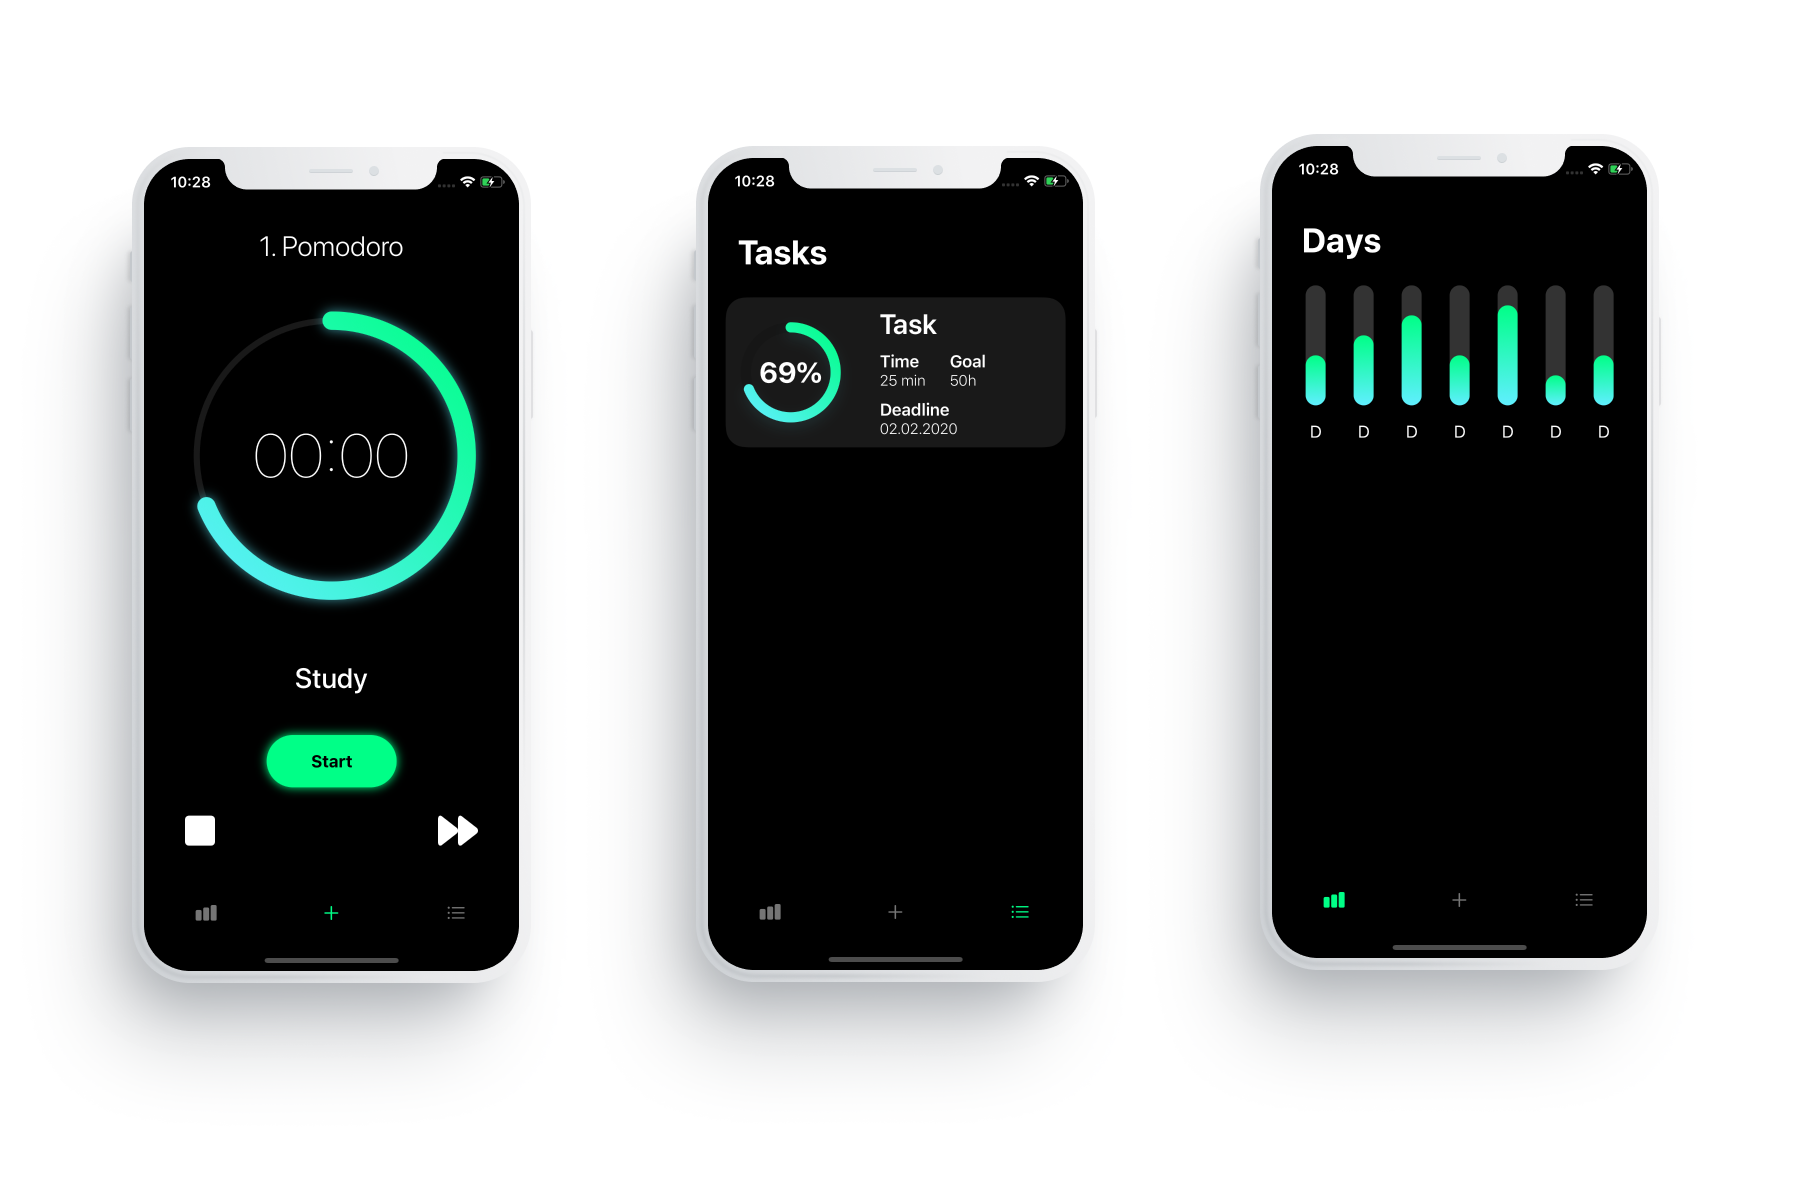 10:28
1. Pomodoro
00:00
Study
Start
10:28
Tasks
69%
Task
Time Goal
25 min 50h
Deadline
02.02.2020
10:28
Days
D D D D D D D